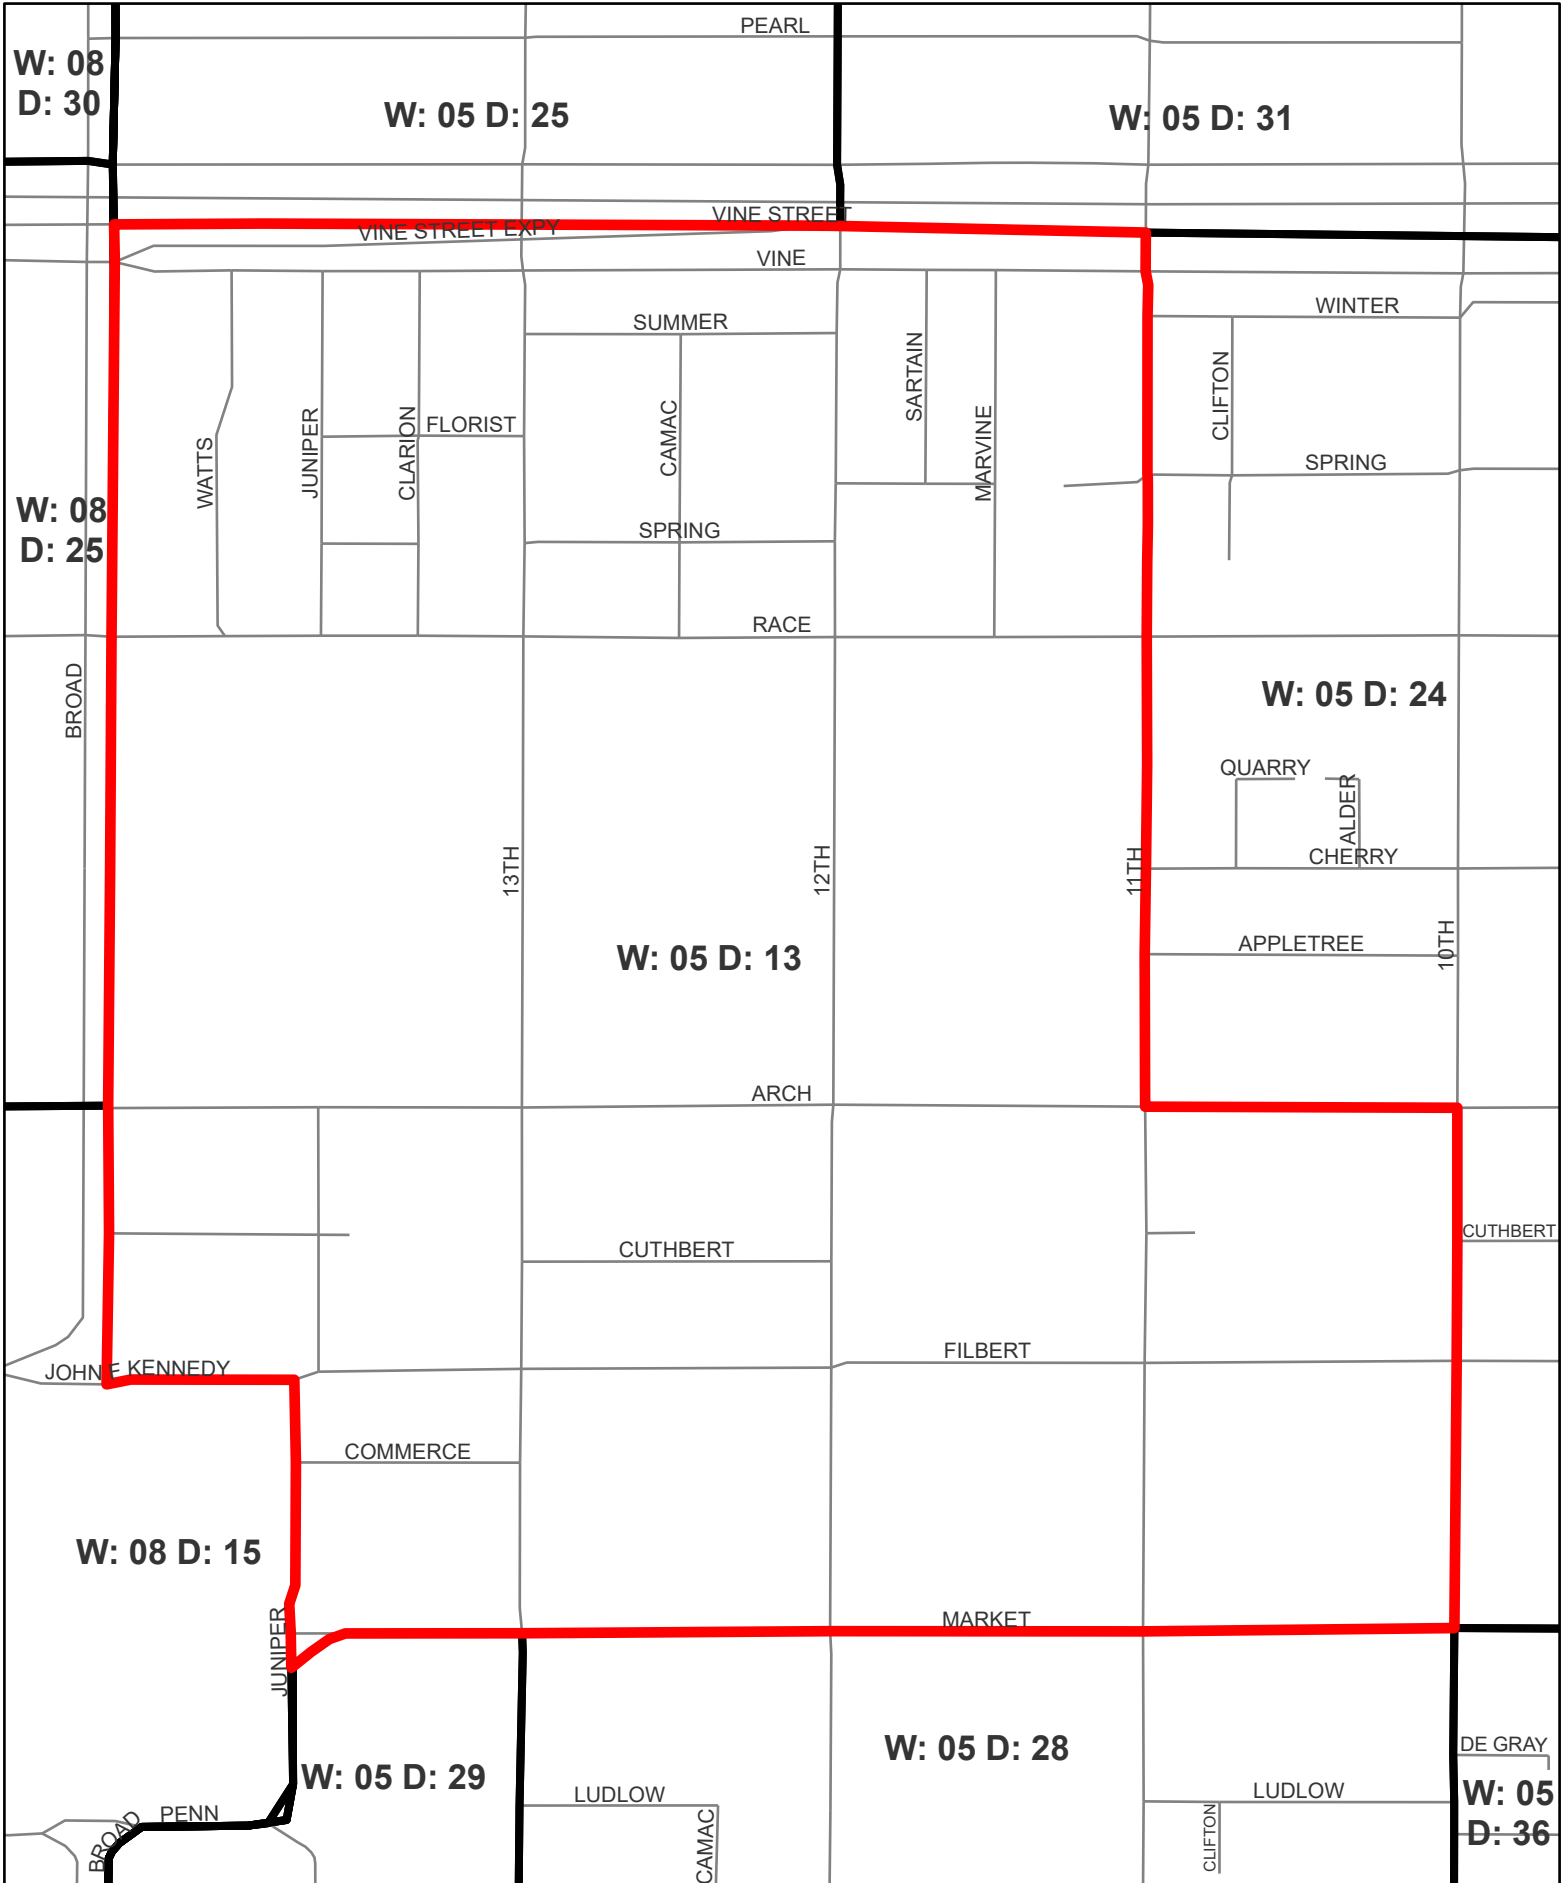 PEARL
W: 08
D: 30
W: 05 D: 25
W: 05 D: 31
VINE STREET
VINE STREET EXPY
VINE
WINTER
SUMMER
SARTAIN
CLIFTON
FLORIST
CAMAC
JUNIPER
CLARION
MARVINE
WATTS
SPRING
W: 08
D: 25
SPRING
RACE
BROAD
W: 05 D: 24
QUARRY
ALDER
CHERRY
13TH
12TH
11TH
10TH
APPLETREE
W: 05 D: 13
ARCH
CUTHBERT
CUTHBERT
FILBERT
JOHN F KENNEDY
COMMERCE
W: 08 D: 15
MARKET
JUNIPER
W: 05 D: 28
DE GRAY
W: 05 D: 29
LUDLOW
LUDLOW
W: 05
D: 36
PENN
BROAD
CAMAC
CLIFTON